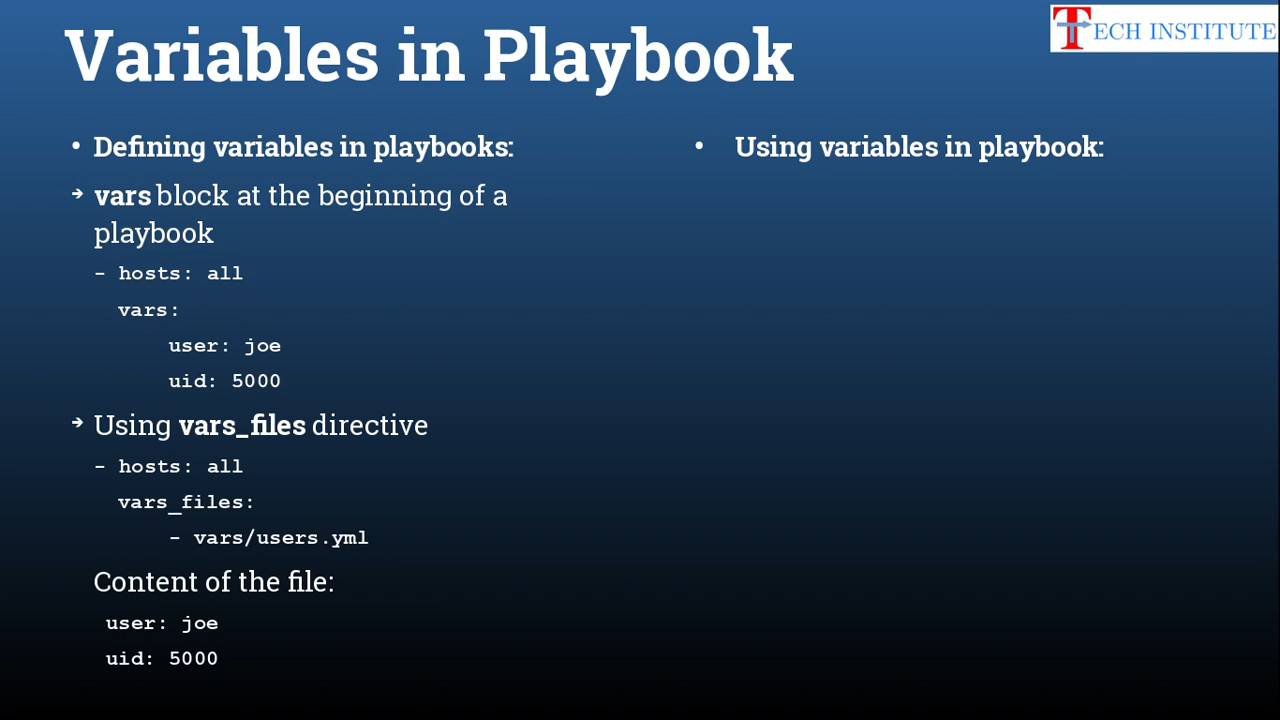 Variables in Playbook
TECH INSTITUTE
• Defining variables in playbooks:
➔ vars block at the beginning of a
playbook
- hosts: all
vars:
user: joe
uid: 5000
➔ Using vars_files directive
- hosts: all
vars_files:
- vars/users.yml
Content of the file:
user: joe
uid: 5000
• Using variables in playbook: